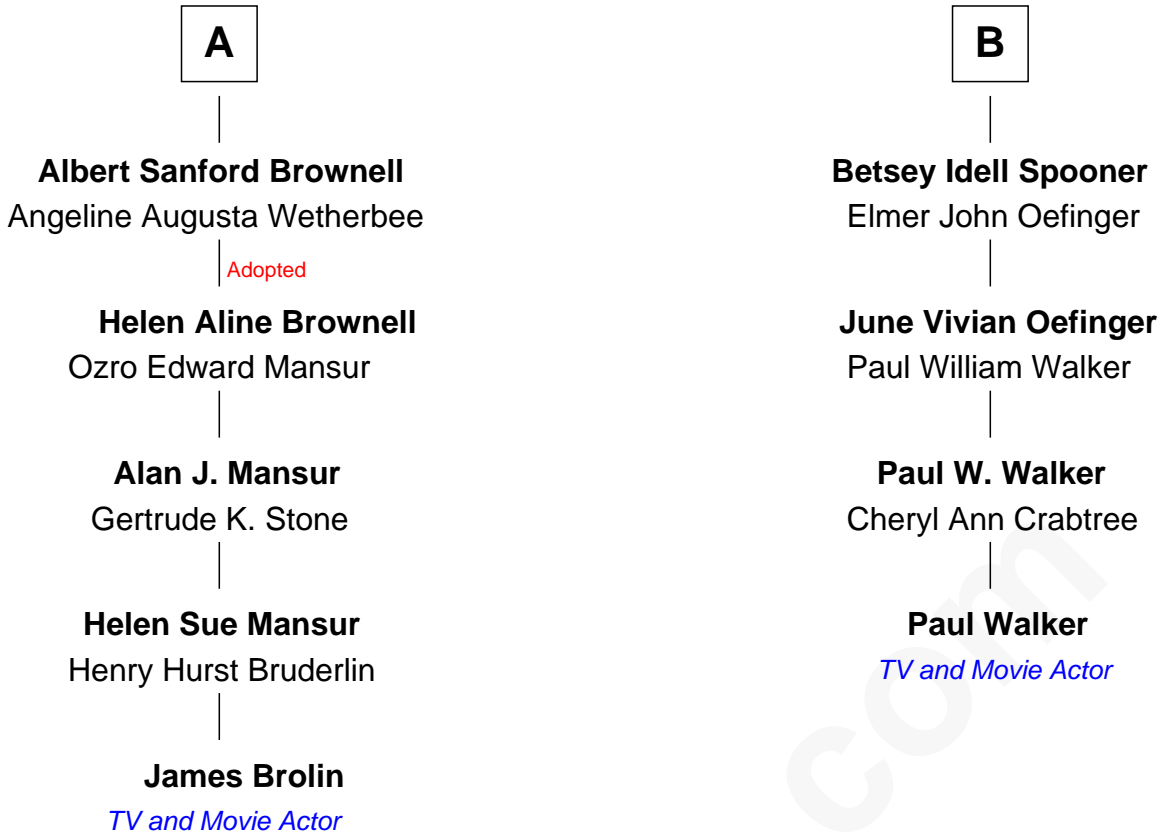 A
Albert Sanford Brownell
Angeline Augusta Wetherbee
Adopted
Helen Aline Brownell
Ozro Edward Mansur
Alan J. Mansur
Gertrude K. Stone
Helen Sue Mansur
Henry Hurst Bruderlin
James Brolin
TV and Movie Actor
B
Betsey Idell Spooner
Elmer John Oefinger
June Vivian Oefinger
Paul William Walker
Paul W. Walker
Cheryl Ann Crabtree
Paul Walker
TV and Movie Actor
com